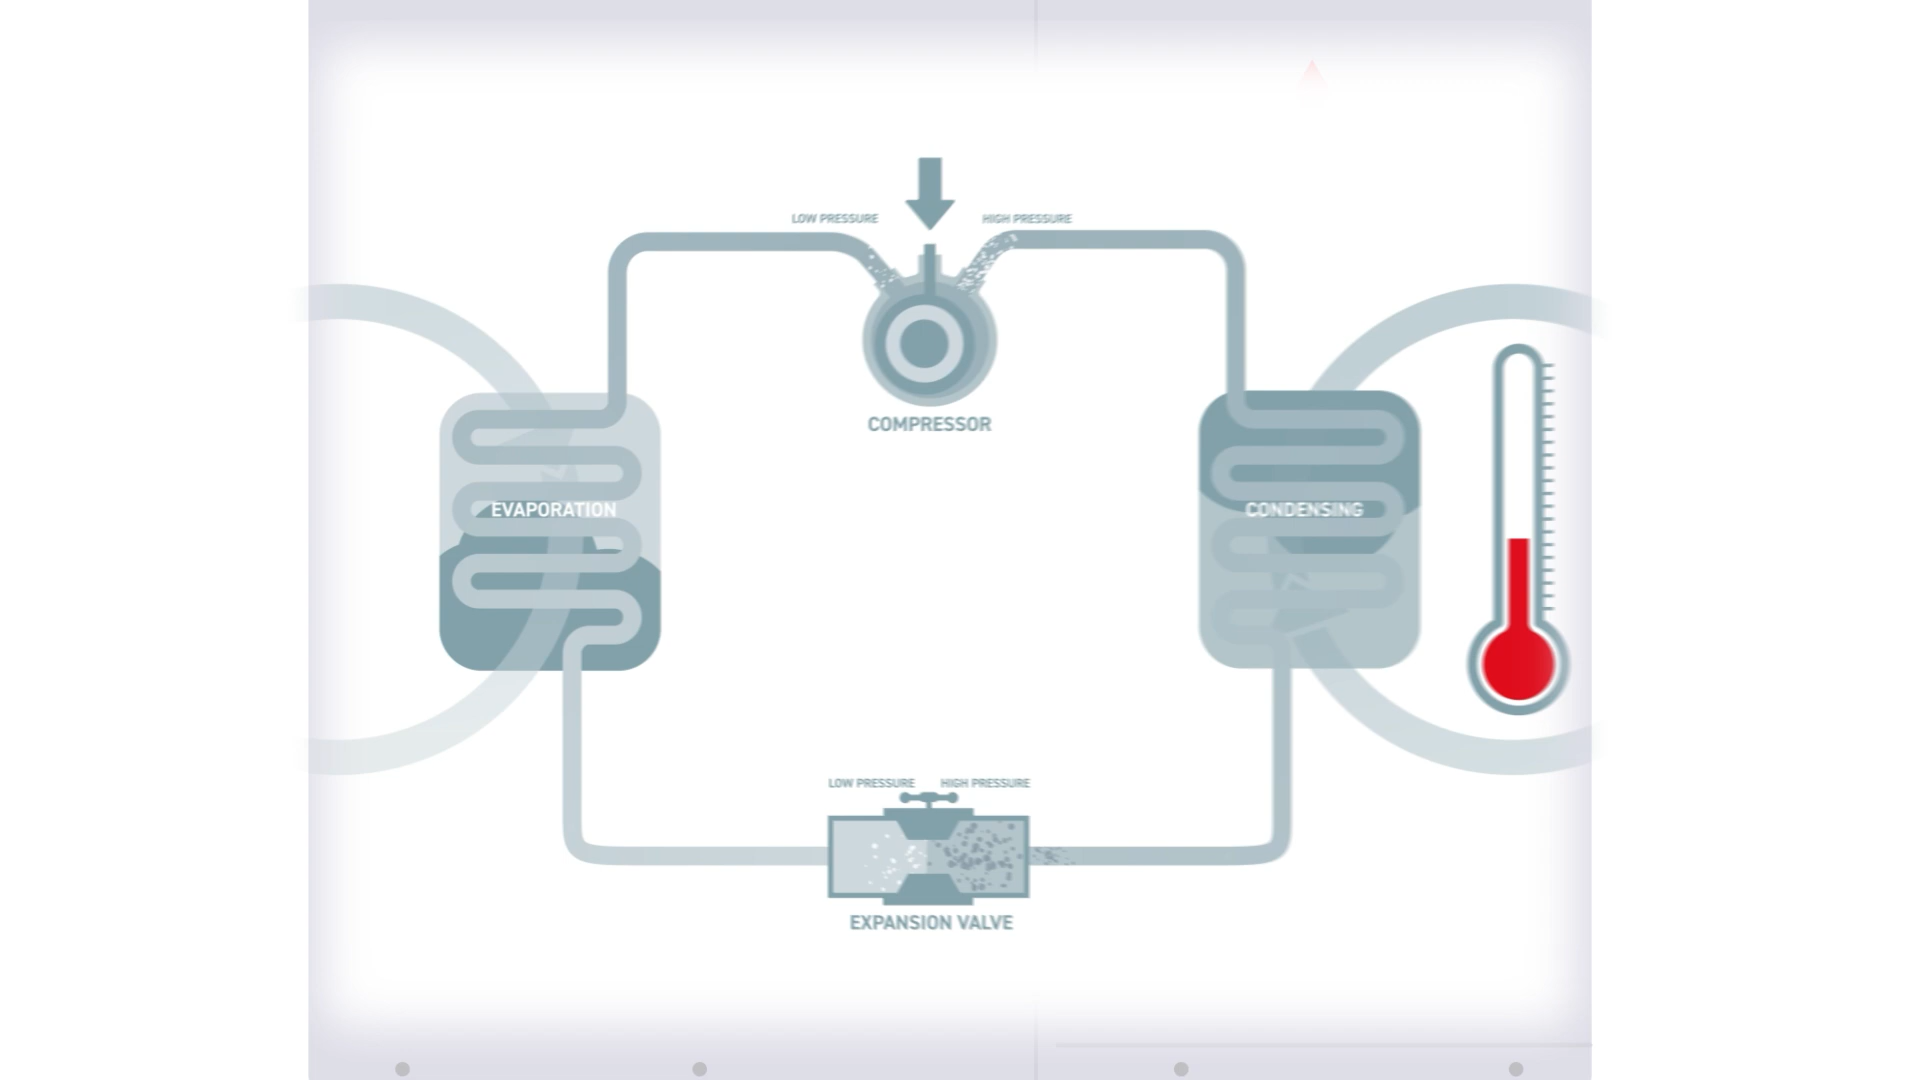 LOW PRESSURE
HIGH PRESSURE
COMPRESSOR
EVAPORATION
CONDENSING
LOW PRESSURE
HIGH PRESSURE
EXPANSION VALVE